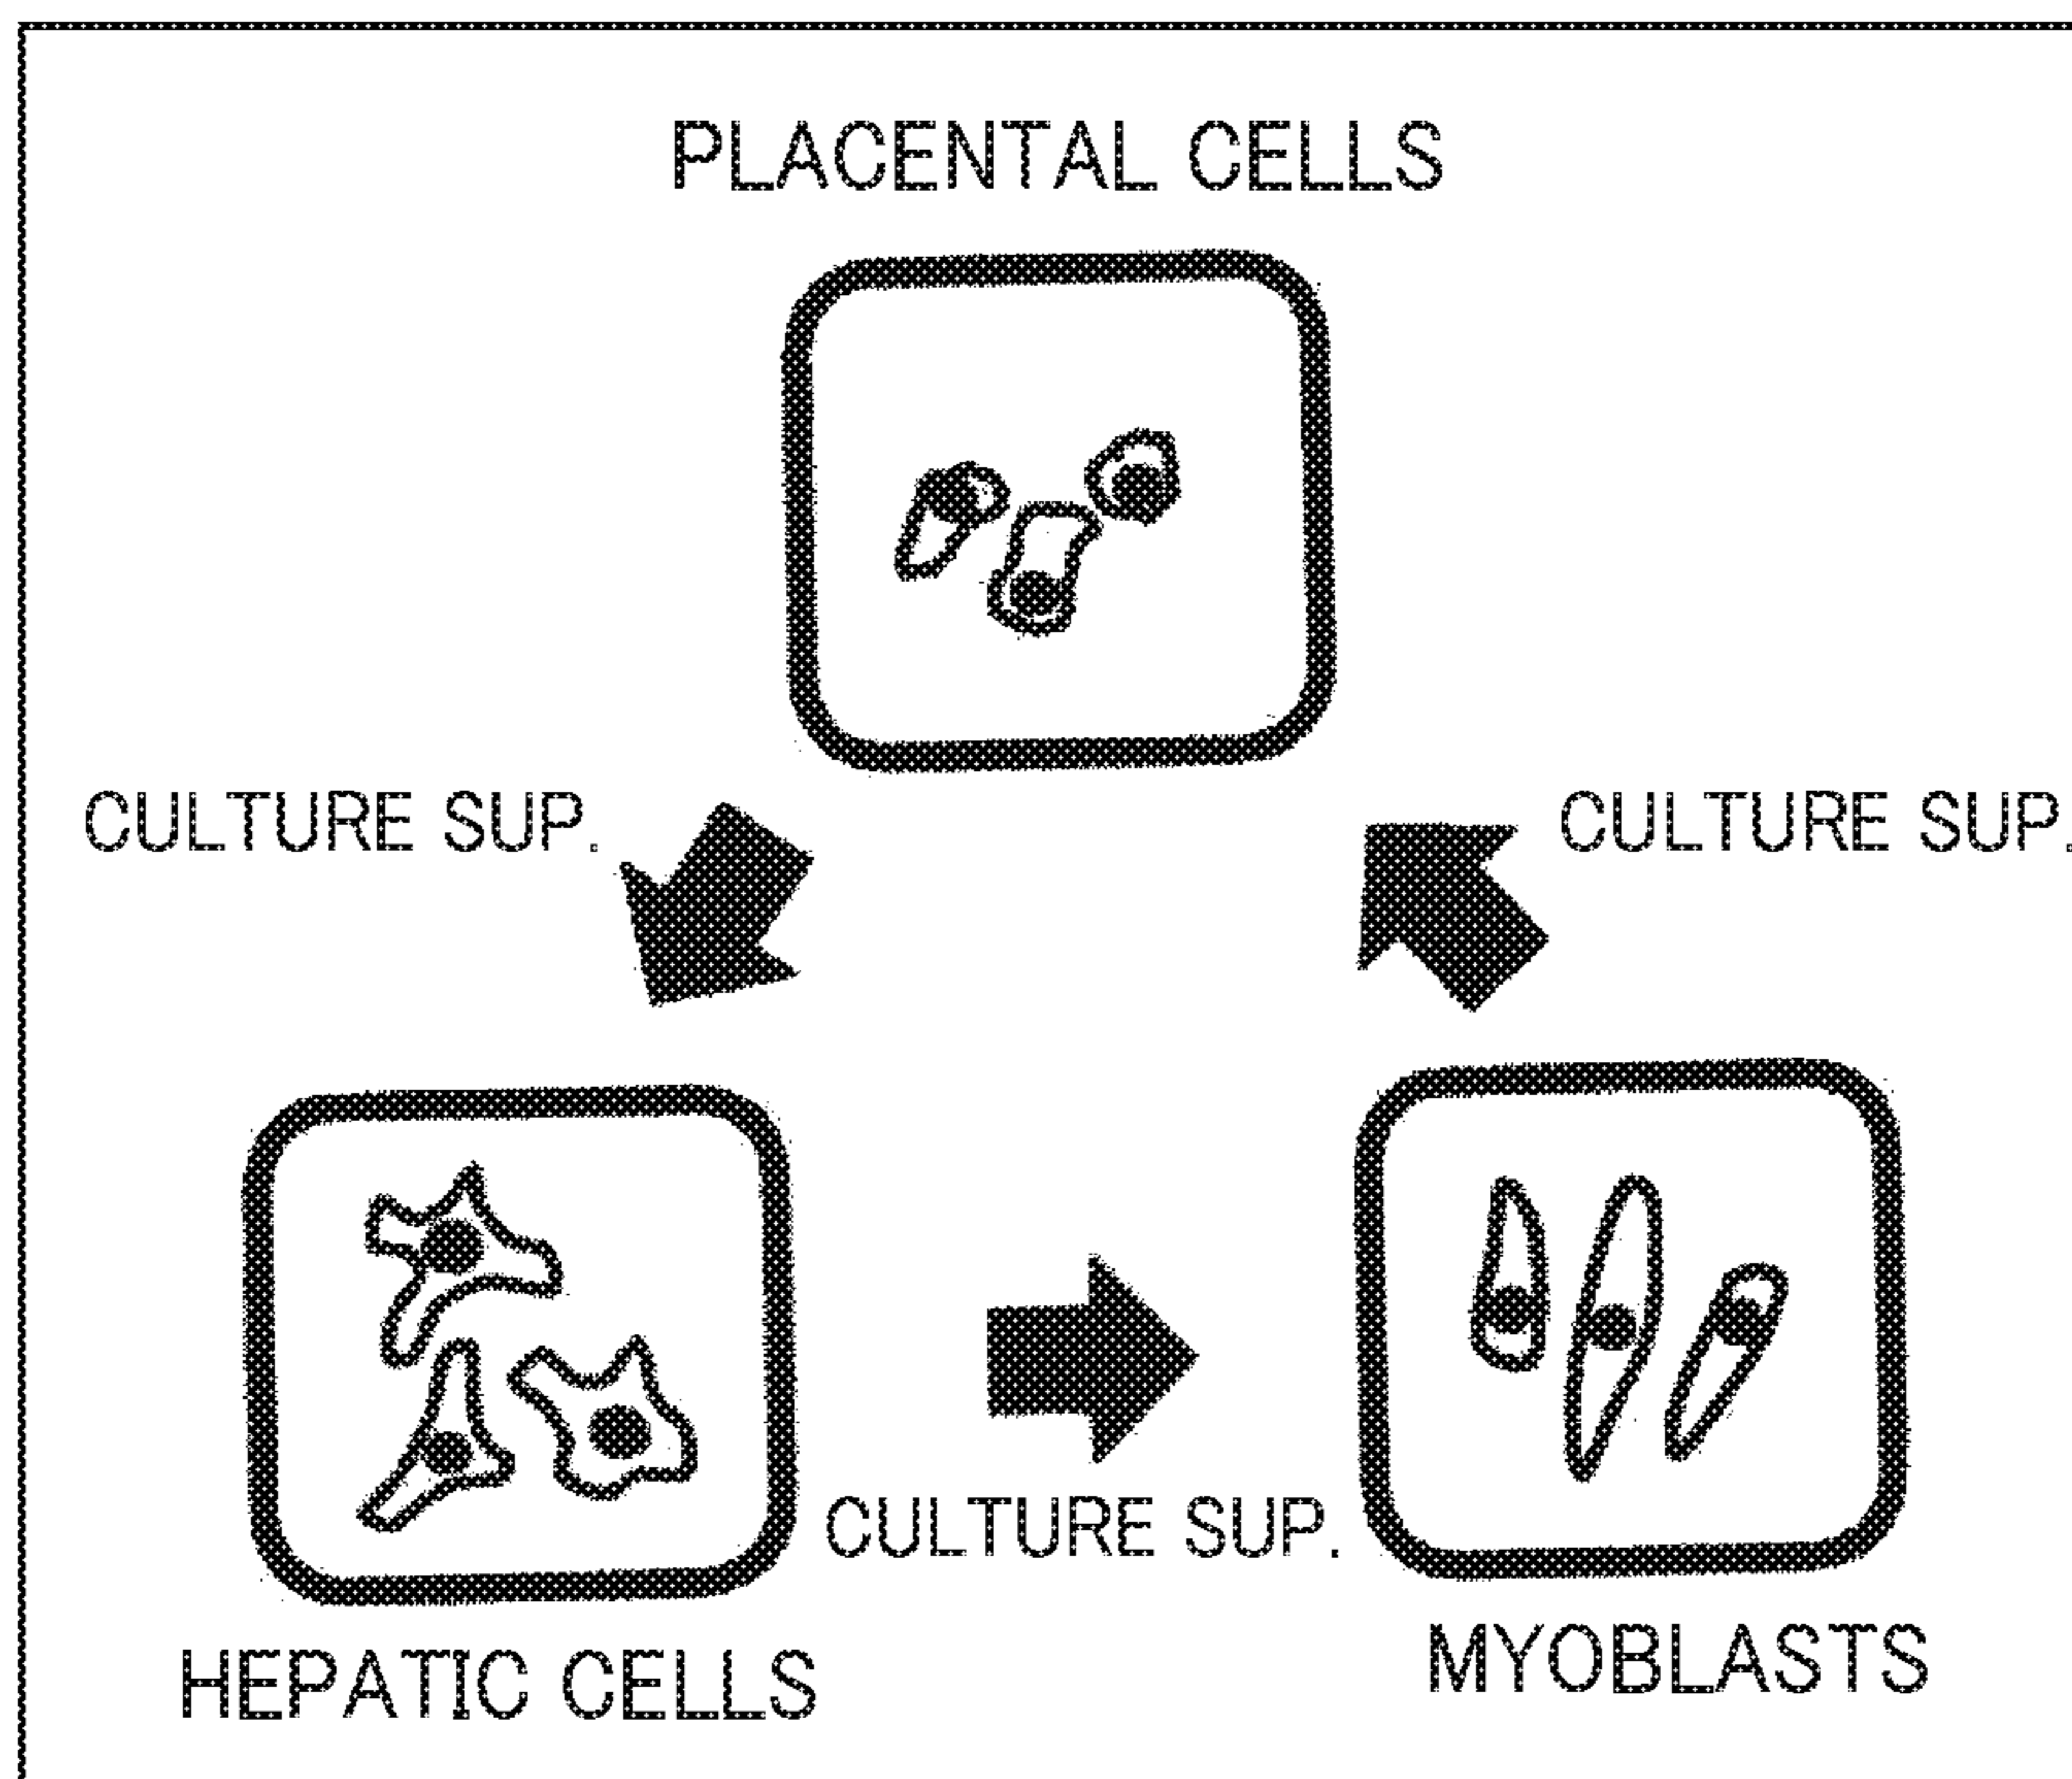 PLACENTAL CELLS
CULTURE SUP.
CULTURE SUP.
CULTURE SUP.
HEPATIC CELLS
MYOBLASTS